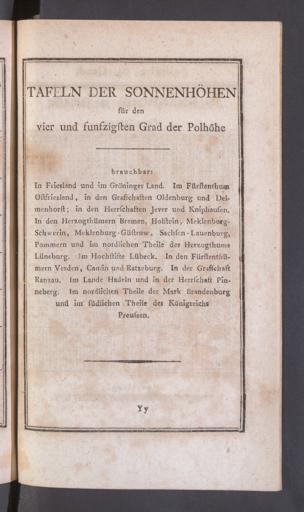 TAFELN DER SONNENHÖHEN
für den
vier und funfzigsten Grad der Polhöhe
brauchbar:
In Friesland und im Gröninger Land. Im Fürstenthum
Ostfriesland, in den Grafschaften Oldenburg und Del-
menhorst; in den Herrschaften Jever und Kniphausen.
In den Herzogthümern Bremen, Holstein, Meklenburg-
Schwerin, Meklenburg-Güstrow, Sachsen-Lauenburg,
Pommern und im nordlichen Theile des Herzogthums
Lüneburg. Im Hochstifte Lübeck. In den Fürstenthü-
mern Verden, Camin und Ratzeburg. In der Grafschaft
Ranzau. Im Lande Hadeln und in der Herrschaft Pin-
neberg. Im nordlichen Theile der Mark Brandenburg
und im südlichen Theile des Königreichs
Preussen.
Yy